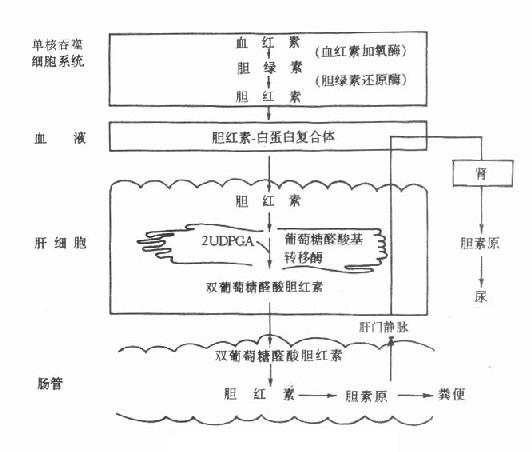 单核吞噬
细胞系统
血红素
(血红素加氧酶)
胆绿素
(胆绿素还原酶)
胆红素
血液
胆红素-白蛋白复合体
肾
胆素原
尿
肝细胞
胆红素
2UDPGA
葡萄糖醛酸基
转移酶
双葡萄糖醛酸胆红素
肝门静脉
肠管
双葡萄糖醛酸胆红素
胆红素
胆素原
粪便